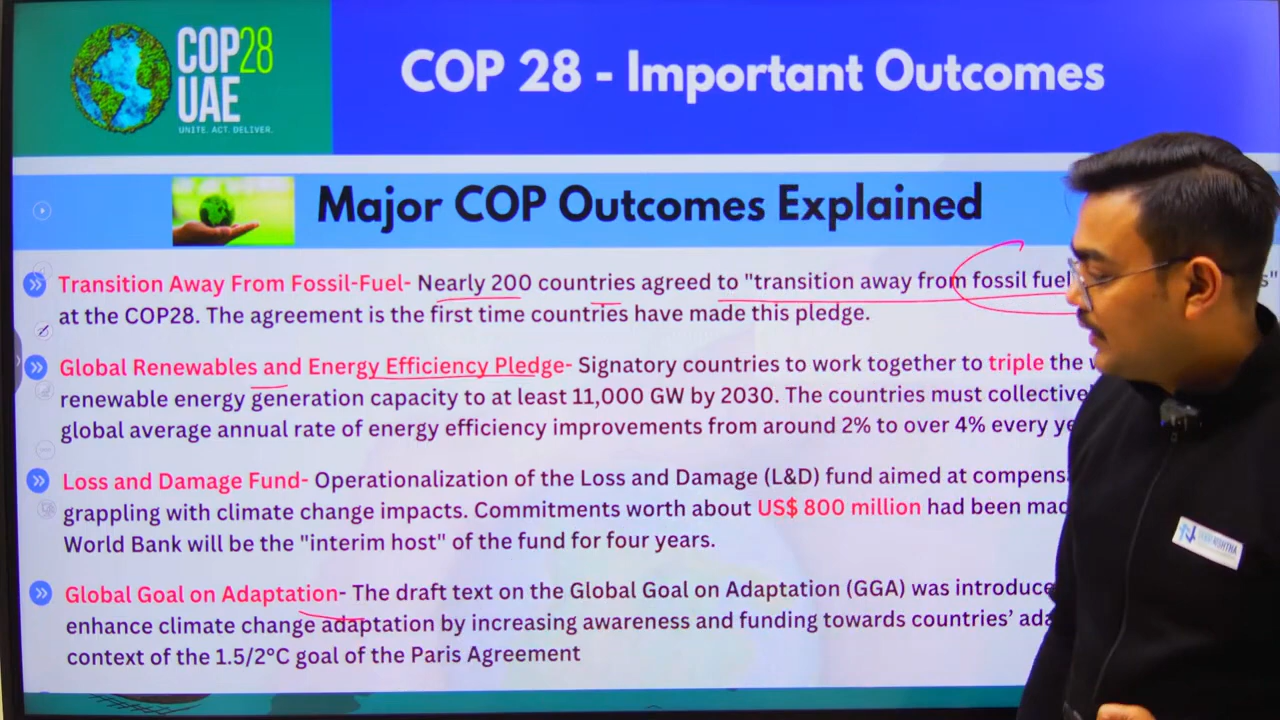 COP28
UAE
UNITE. ACT. DELIVER.
COP 28 - Important Outcomes
Major COP Outcomes Explained
Transition Away From Fossil-Fuel- Nearly 200 countries agreed to "transition away from fossil fuel s"
at the COP28. The agreement is the first time countries have made this pledge.
Global Renewables and Energy Efficiency Pledge- Signatory countries to work together to triple the
renewable energy generation capacity to at least 11,000 GW by 2030. The countries must collective
global average annual rate of energy efficiency improvements from around 2% to over 4% every ye
Loss and Damage Fund- Operationalization of the Loss and Damage (L&D) fund aimed at compens
grappling with climate change impacts. Commitments worth about US$ 800 million had been mad
World Bank will be the "interim host" of the fund for four years.
Global Goal on Adaptation- The draft text on the Global Goal on Adaptation (GGA) was introduce
enhance climate change adaptation by increasing awareness and funding towards countries’ ada
context of the 1.5/2°C goal of the Paris Agreement